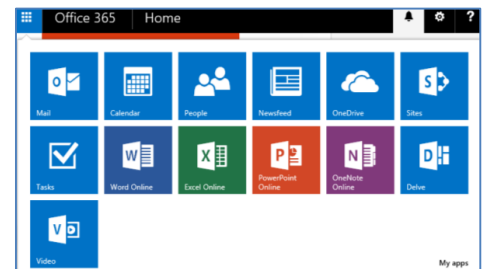 Office 365 Home ?
Mail Calendar People Newsfeed OneDrive Sites
Tasks Word Online Excel Online PowerPoint Online OneNote Online Delve
Video
My apps